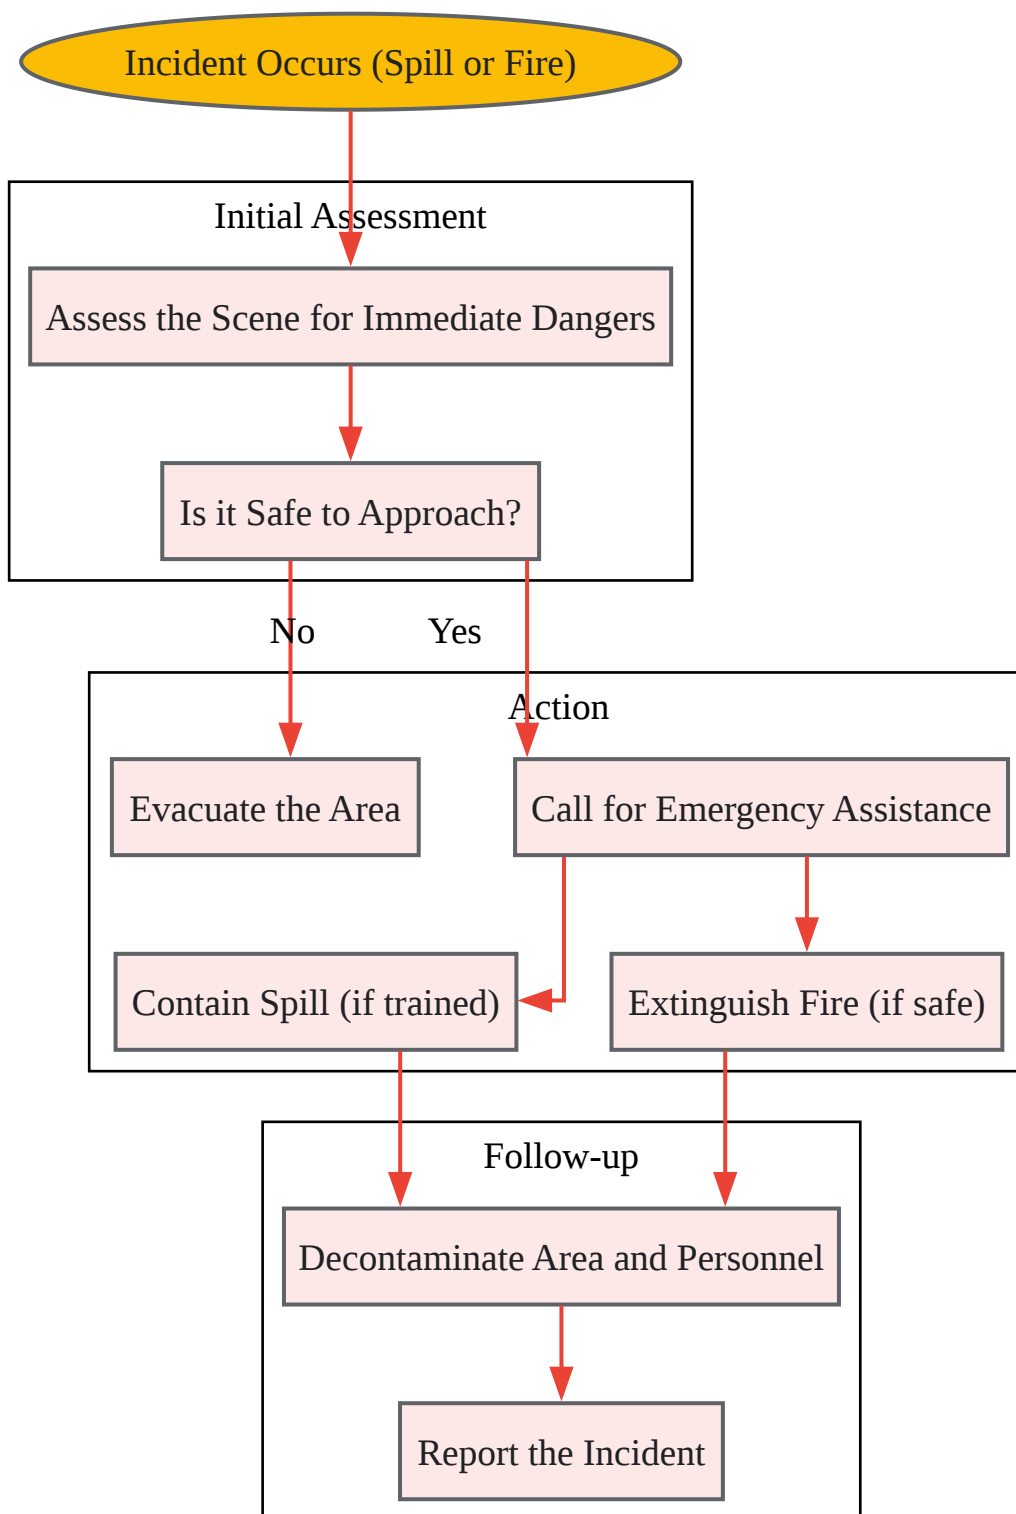 Incident Occurs (Spill or Fire)
Initial Assessment
Assess the Scene for Immediate Dangers
Is it Safe to Approach?
No
Yes
Action
Evacuate the Area
Call for Emergency Assistance
Contain Spill (if trained)
Extinguish Fire (if safe)
Follow-up
Decontaminate Area and Personnel
Report the Incident